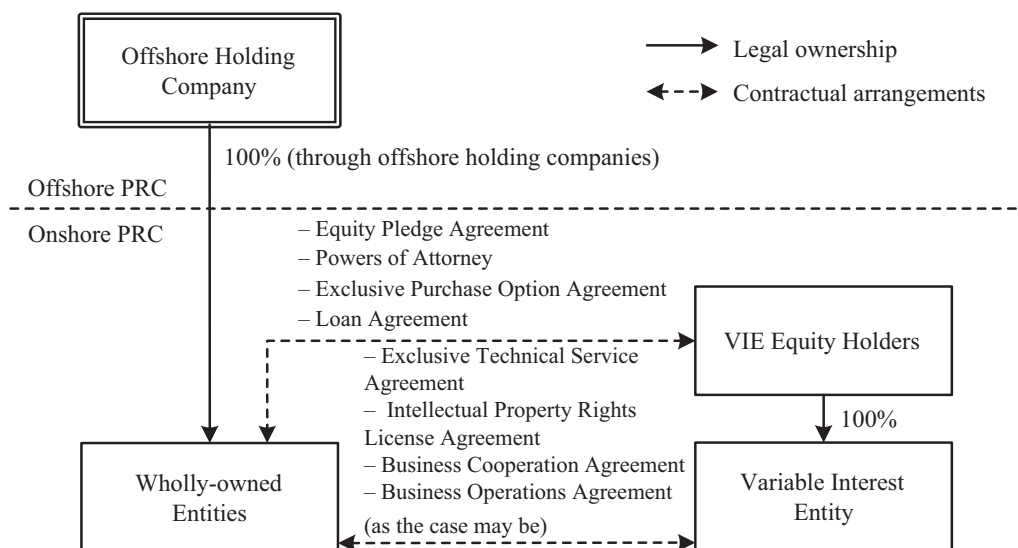 Offshore Holding
Company
Legal ownership
Contractual arrangements
100% (through offshore holding companies)
Offshore PRC
Onshore PRC
– Equity Pledge Agreement
– Powers of Attorney
– Exclusive Purchase Option Agreement
– Loan Agreement
VIE Equity Holders
– Exclusive Technical Service
Agreement
– Intellectual Property Rights
License Agreement
– Business Cooperation Agreement
– Business Operations Agreement
(as the case may be)
100%
Wholly-owned
Entities
Variable Interest
Entity